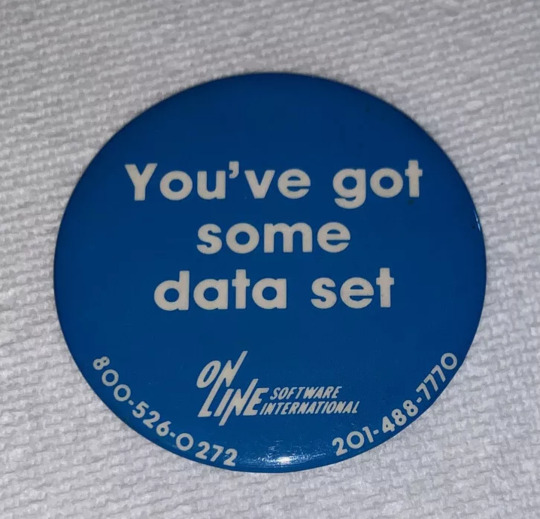 You've got
some
data set
ON
LINE SOFTWARE
INTERNATIONAL
800-526-0272
201-488-7770